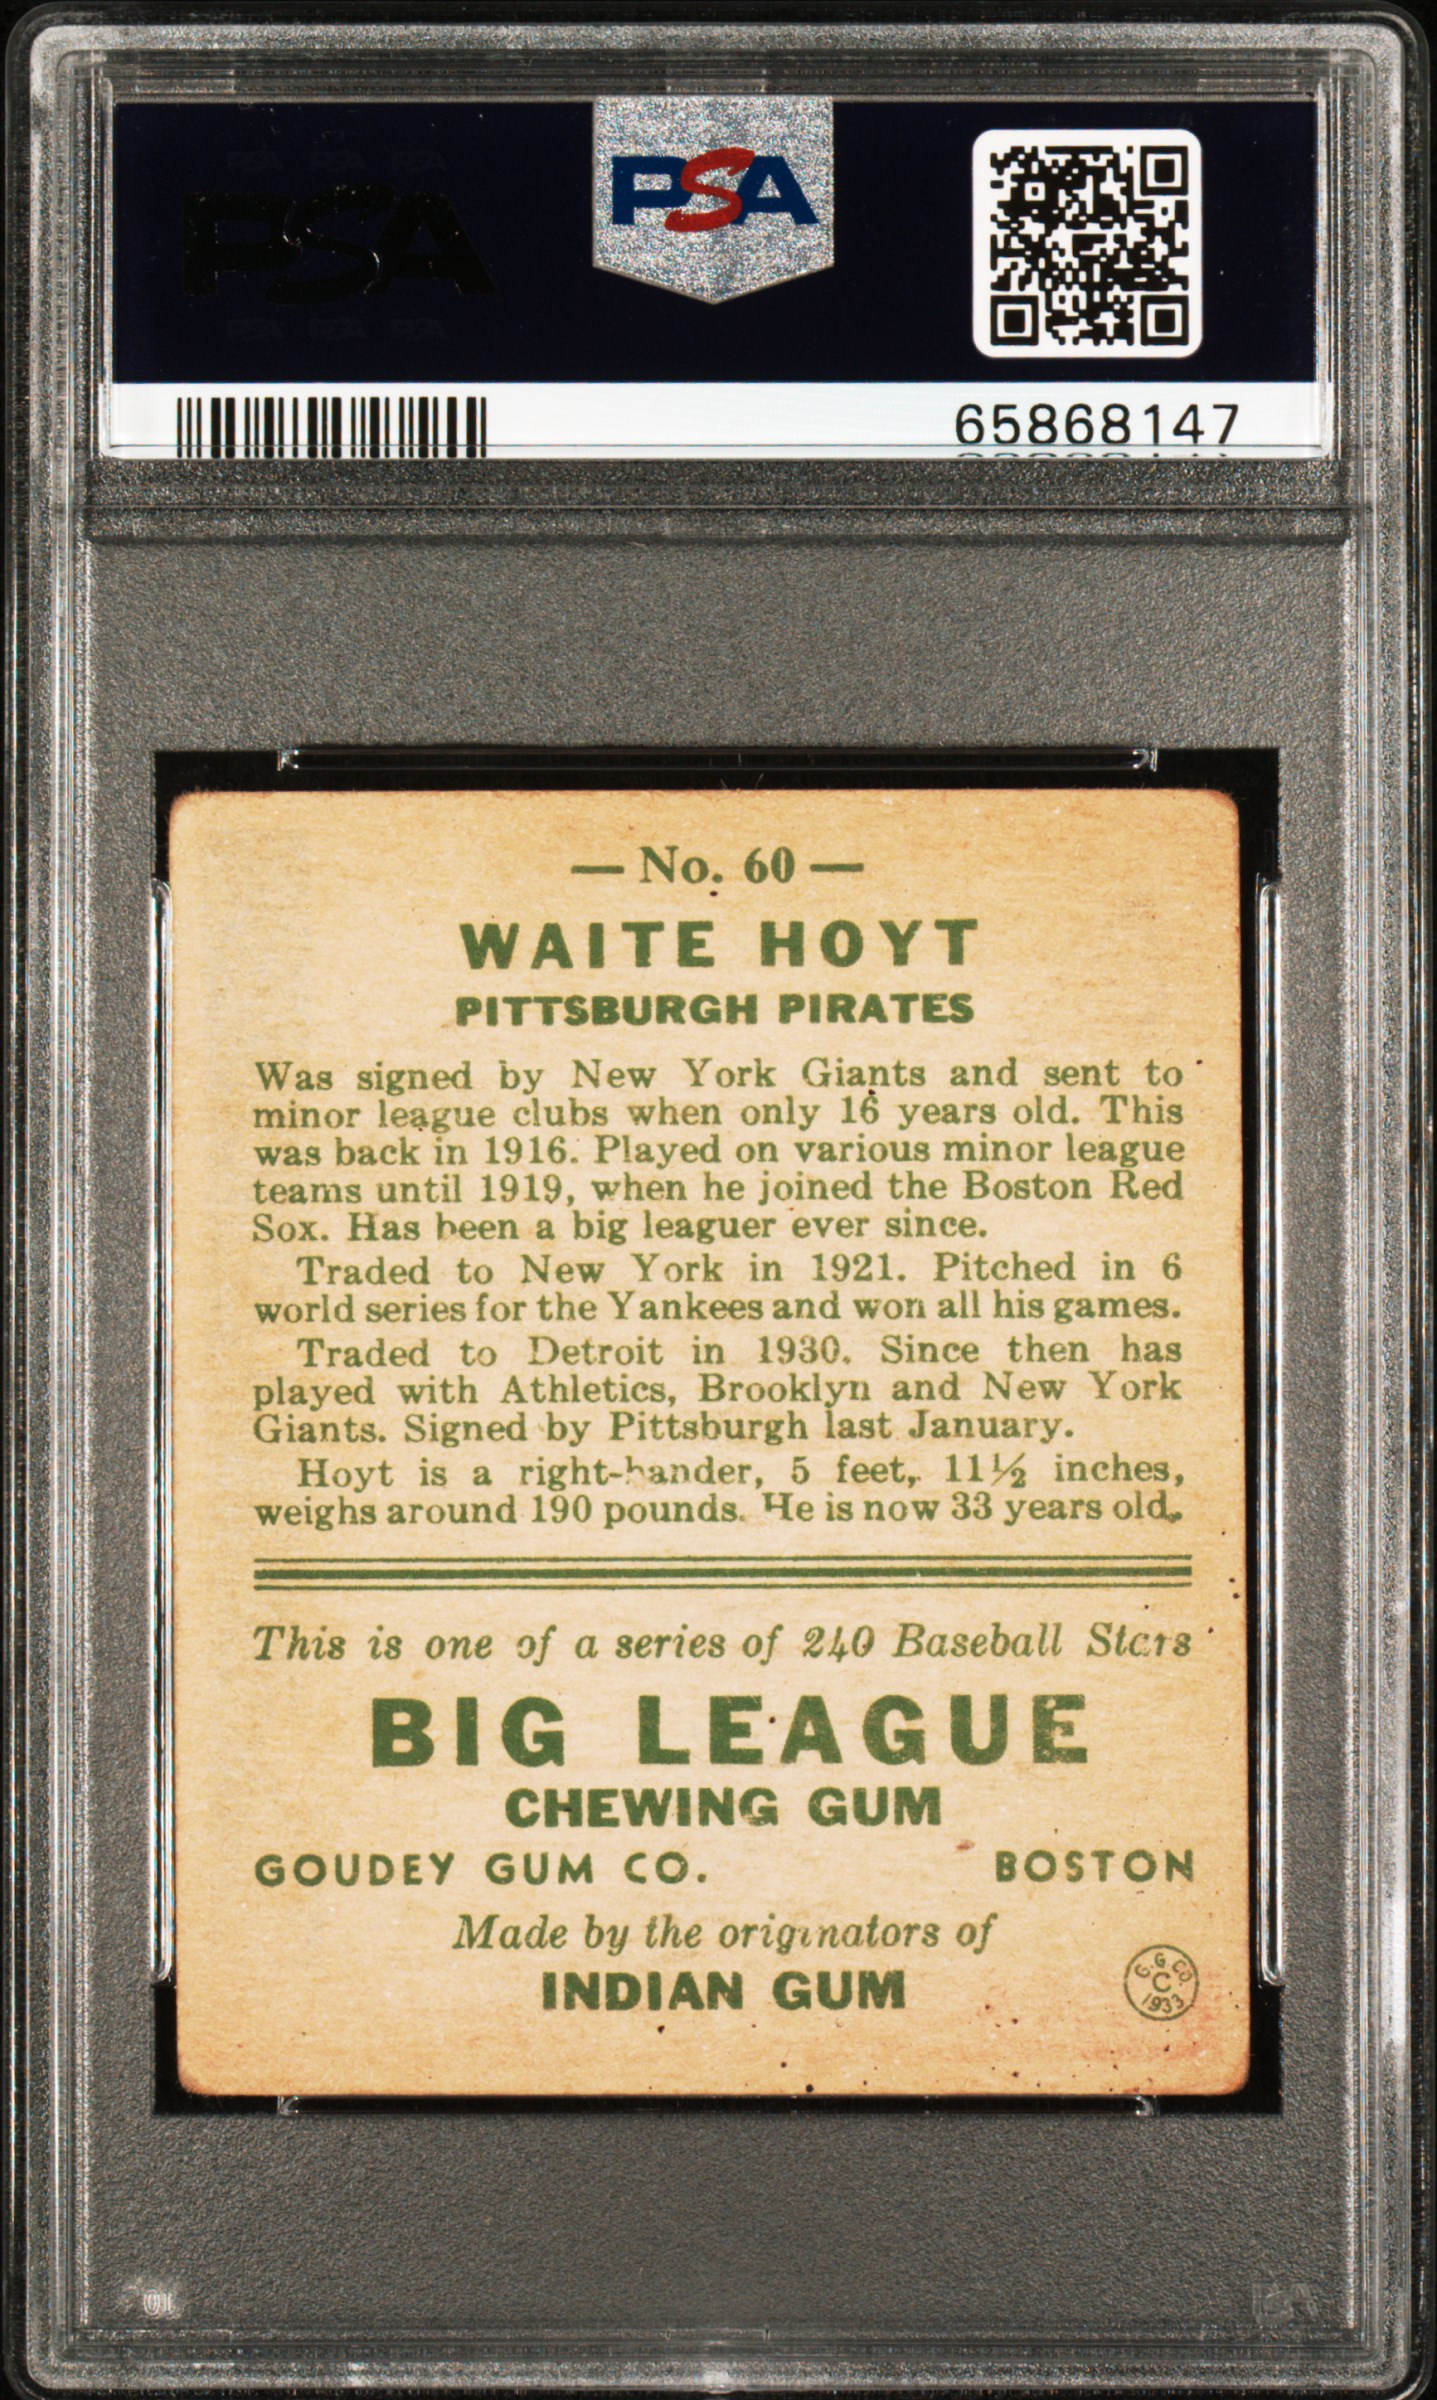 PSA
PSA
65868147
— No. 60 —
WAITE HOYT
PITTSBURGH PIRATES
Was signed by New York Giants and sent to
minor league clubs when only 16 years old. This
was back in 1916. Played on various minor league
teams until 1919, when he joined the Boston Red
Sox. Has been a big leaguer ever since.
Traded to New York in 1921. Pitched in 6
world series for the Yankees and won all his games.
Traded to Detroit in 1930. Since then has
played with Athletics, Brooklyn and New York
Giants. Signed by Pittsburgh last January.
Hoyt is a right-hander, 5 feet, 11½ inches,
weighs around 190 pounds. He is now 33 years old.
This is one of a series of 240 Baseball Stars
BIG LEAGUE
CHEWING GUM
GOUDEY GUM CO. BOSTON
Made by the originators of
INDIAN GUM
G. G. CO.
C
1933